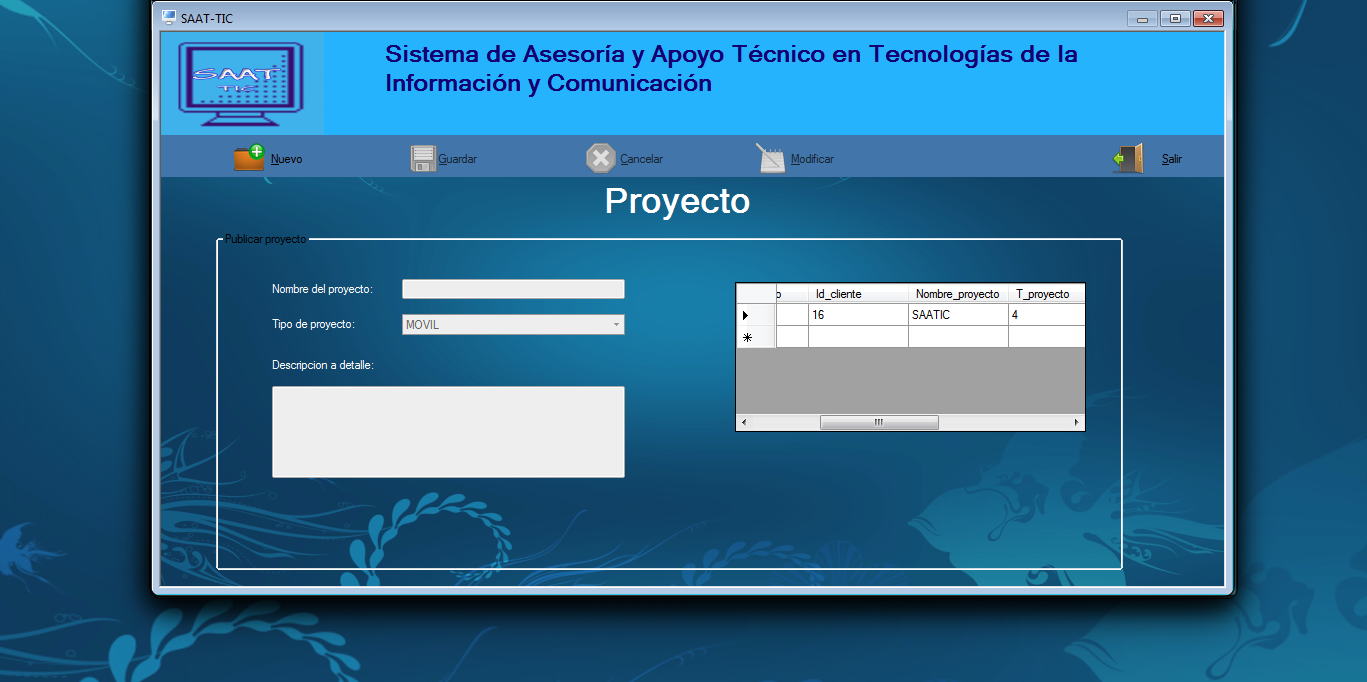 SAAT-TIC
SAAT
TIC
Sistema de Asesoría y Apoyo Técnico en Tecnologías de la
Información y Comunicación
Nuevo
Guardar
Cancelar
Modificar
Salir
Proyecto
Publicar proyecto
Nombre del proyecto:
Tipo de proyecto:
MOVIL
Descripcion a detalle:
Id_cliente Nombre_proyecto T_proyecto
16 SAATIC 4